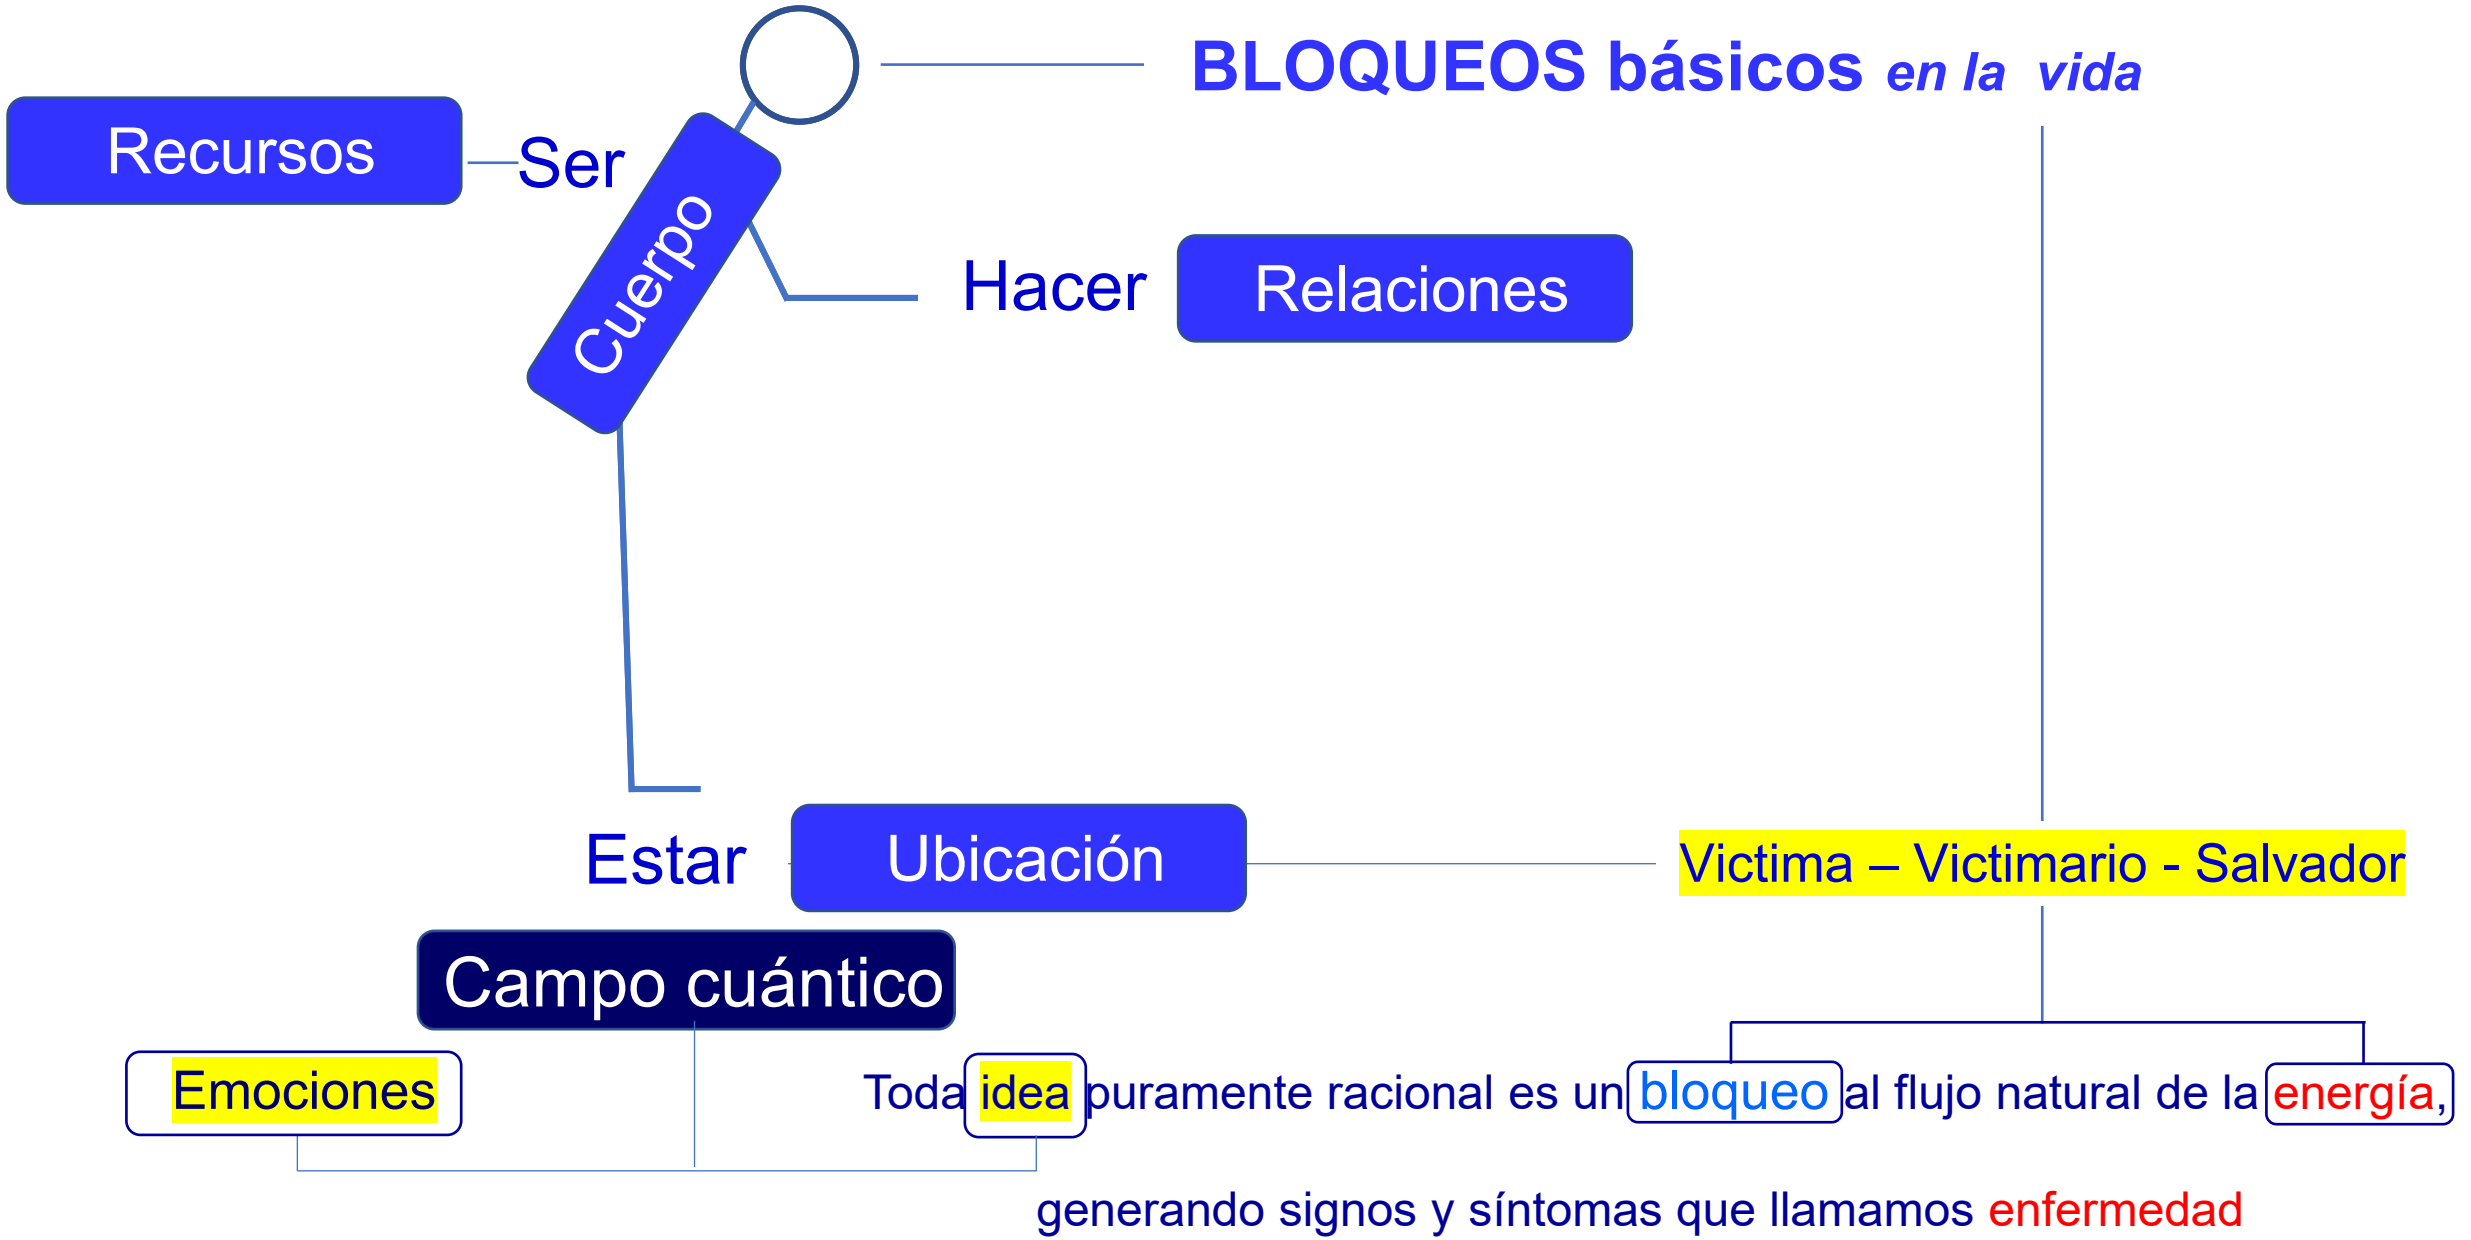 BLOQUEOS básicos en la vida
Recursos
Ser
Cuerpo
Hacer
Relaciones
Estar
Ubicación
Victima – Victimario - Salvador
Campo cuántico
Emociones
Toda idea puramente racional es un bloqueo al flujo natural de la energía,
generando signos y síntomas que llamamos enfermedad